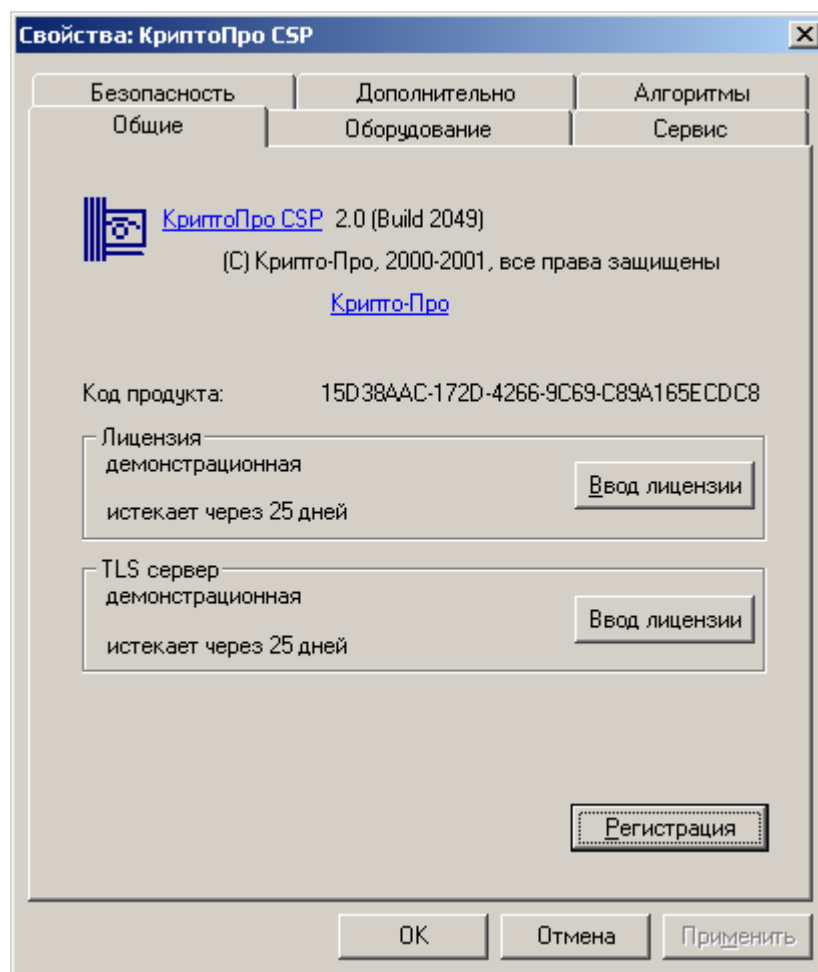 Свойства: КриптоПро CSP
Безопасность Дополнительно Алгоритмы
Общие Оборудование Сервис
КриптоПро CSP 2.0 (Build 2049)
(C) Крипто-Про, 2000-2001, все права защищены
Крипто-Про
Код продукта: 15D38AAC-172D-4266-9C69-C89A165ECDC8
Лицензия
демонстрационная
Ввод лицензии
истекает через 25 дней
TLS сервер
демонстрационная
Ввод лицензии
истекает через 25 дней
Регистрация
OK Отмена Применить